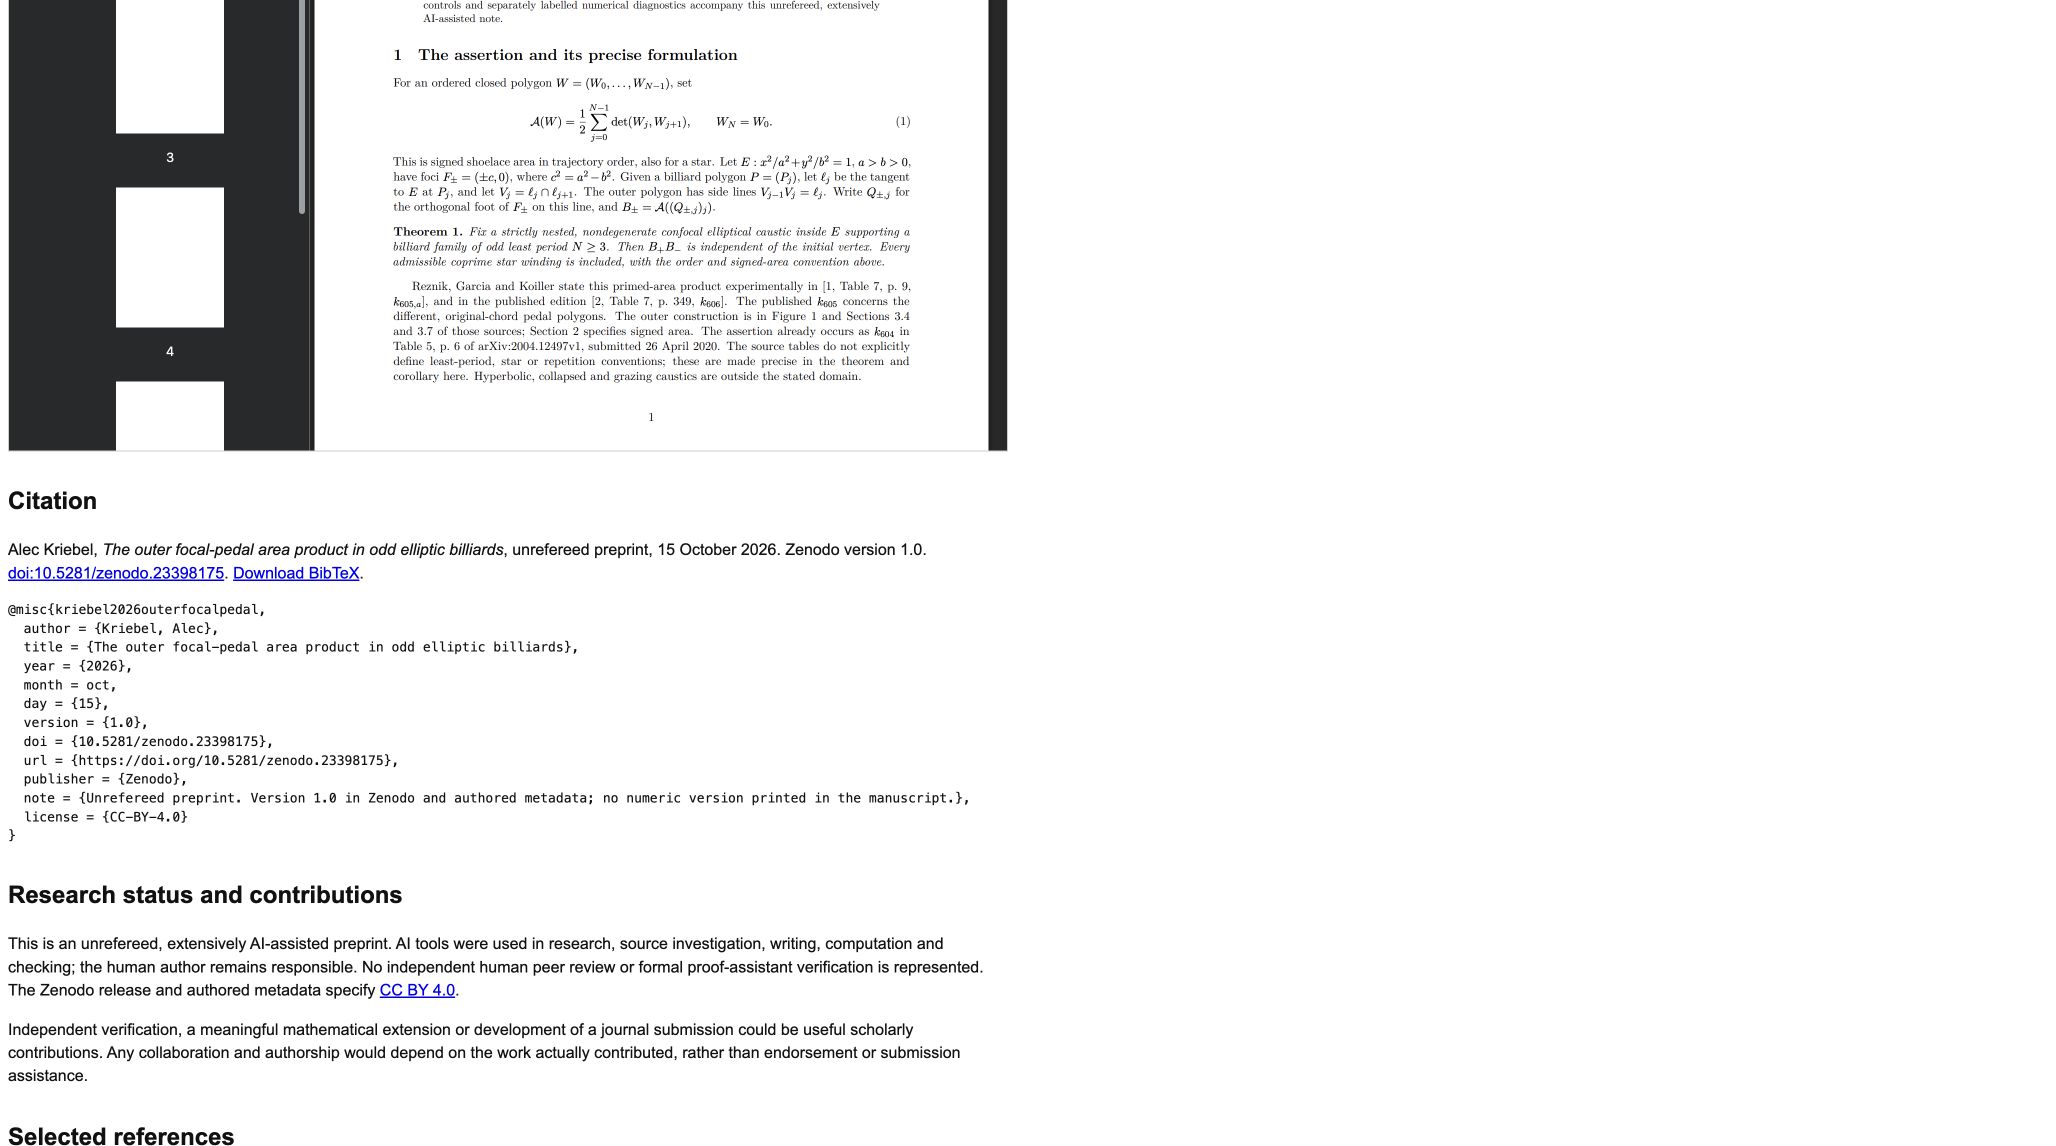 controls and separately labelled numerical diagnostics accompany this unrefereed, extensively
AI-assisted note.
1 The assertion and its precise formulation
For an ordered closed polygon W = (W₀, . . . , W_{N−1}), set
𝒜(W) = 1/2 ∑_{j=0}^{N−1} det(W_j, W_{j+1}), W_N = W₀. (1)
This is signed shoelace area in trajectory order, also for a star. Let E : x²/a² + y²/b² = 1, a > b > 0,
have foci F± = (±c, 0), where c² = a² − b². Given a billiard polygon P = (P_j), let ℓ_j be the tangent
to E at P_j, and let V_j = ℓ_j ∩ ℓ_{j+1}. The outer polygon has side lines V_{j−1}V_j = ℓ_j. Write Q_{±,j} for
the orthogonal foot of F± on this line, and B± = 𝒜((Q_{±,j})_j).
Theorem 1. Fix a strictly nested, nondegenerate confocal elliptical caustic inside E supporting a
billiard family of odd least period N ≥ 3. Then B₊B₋ is independent of the initial vertex. Every
admissible coprime star winding is included, with the order and signed-area convention above.
Reznik, Garcia and Koiller state this primed-area product experimentally in [1, Table 7, p. 9,
k_{605,a}], and in the published edition [2, Table 7, p. 349, k₆₀₆]. The published k₆₀₅ concerns the
different, original-chord pedal polygons. The outer construction is in Figure 1 and Sections 3.4
and 3.7 of those sources; Section 2 specifies signed area. The assertion already occurs as k₆₀₄ in
Table 5, p. 6 of arXiv:2004.12497v1, submitted 26 April 2020. The source tables do not explicitly
define least-period, star or repetition conventions; these are made precise in the theorem and
corollary here. Hyperbolic, collapsed and grazing caustics are outside the stated domain.
1
3
4
Citation
Alec Kriebel, The outer focal-pedal area product in odd elliptic billiards, unrefereed preprint, 15 October 2026. Zenodo version 1.0.
doi:10.5281/zenodo.23398175. Download BibTeX.
@misc{kriebel2026outerfocalpedal,
  author = {Kriebel, Alec},
  title = {The outer focal-pedal area product in odd elliptic billiards},
  year = {2026},
  month = oct,
  day = {15},
  version = {1.0},
  doi = {10.5281/zenodo.23398175},
  url = {https://doi.org/10.5281/zenodo.23398175},
  publisher = {Zenodo},
  note = {Unrefereed preprint. Version 1.0 in Zenodo and authored metadata; no numeric version printed in the manuscript.},
  license = {CC-BY-4.0}
}
Research status and contributions
This is an unrefereed, extensively AI-assisted preprint. AI tools were used in research, source investigation, writing, computation and
checking; the human author remains responsible. No independent human peer review or formal proof-assistant verification is represented.
The Zenodo release and authored metadata specify CC BY 4.0.
Independent verification, a meaningful mathematical extension or development of a journal submission could be useful scholarly
contributions. Any collaboration and authorship would depend on the work actually contributed, rather than endorsement or submission
assistance.
Selected references